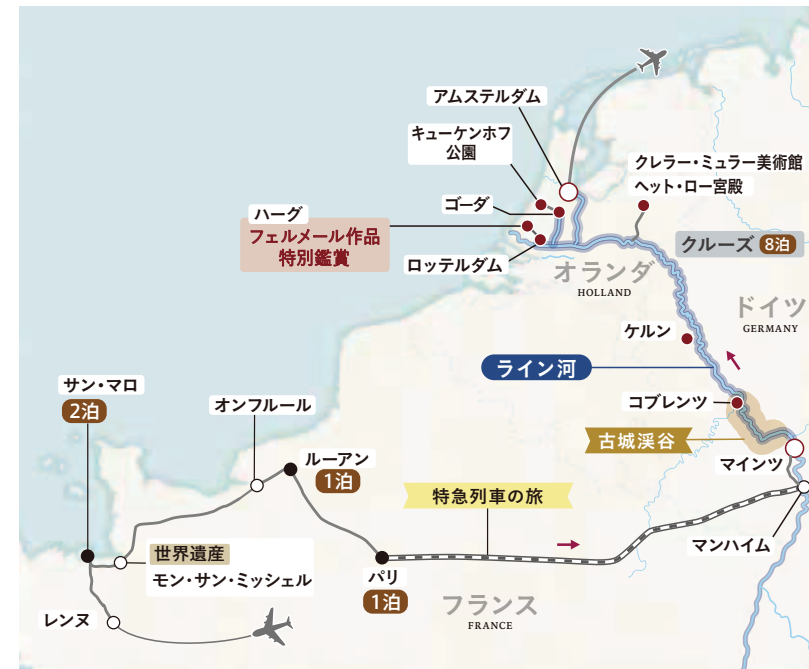 アムステルダム
キューケンホフ
公園
クレラー・ミュラー美術館
ヘット・ロー宮殿
ゴーダ
ハーグ
フェルメール作品
特別鑑賞
ロッテルダム
クルーズ 8泊
オランダ
HOLLAND
ドイツ
GERMANY
ケルン
ライン河
サン・マロ
2泊
オンフルール
コブレンツ
古城渓谷
マインツ
ルーアン
1泊
特急列車の旅
マンハイム
世界遺産
モン・サン・ミッシェル
パリ
1泊
フランス
FRANCE
レンヌ